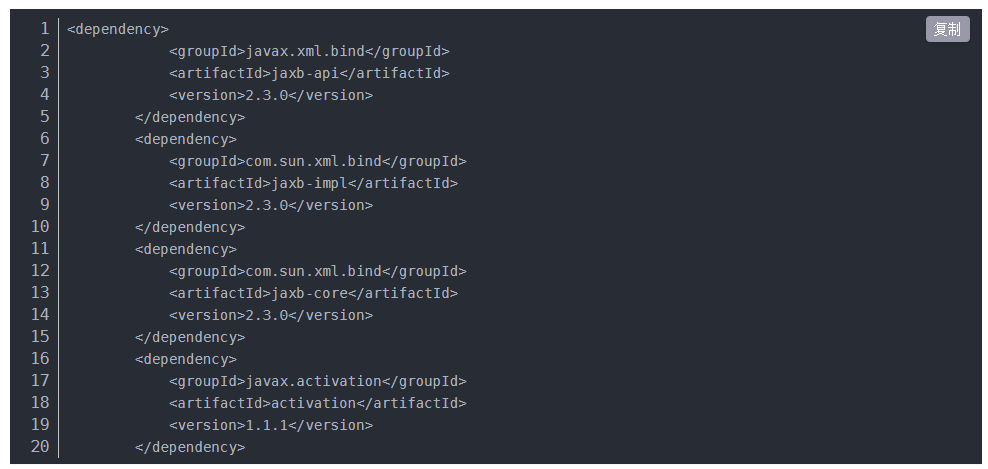 复制
1 <dependency>
2 <groupId>javax.xml.bind</groupId>
3 <artifactId>jaxb-api</artifactId>
4 <version>2.3.0</version>
5 </dependency>
6 <dependency>
7 <groupId>com.sun.xml.bind</groupId>
8 <artifactId>jaxb-impl</artifactId>
9 <version>2.3.0</version>
10 </dependency>
11 <dependency>
12 <groupId>com.sun.xml.bind</groupId>
13 <artifactId>jaxb-core</artifactId>
14 <version>2.3.0</version>
15 </dependency>
16 <dependency>
17 <groupId>javax.activation</groupId>
18 <artifactId>activation</artifactId>
19 <version>1.1.1</version>
20 </dependency>